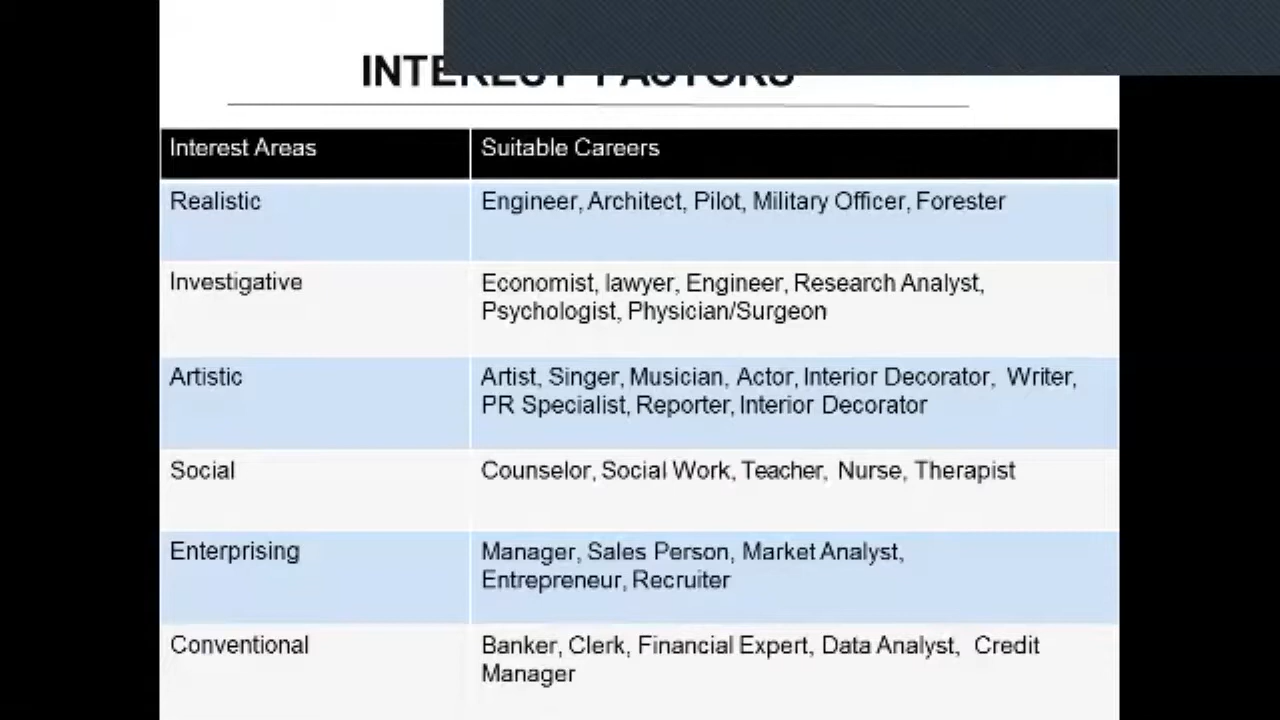 INTEREST FACTORS
Interest Areas
Suitable Careers
Realistic
Engineer, Architect, Pilot, Military Officer, Forester
Investigative
Economist, lawyer, Engineer, Research Analyst,
Psychologist, Physician/Surgeon
Artistic
Artist, Singer, Musician, Actor, Interior Decorator, Writer,
PR Specialist, Reporter, Interior Decorator
Social
Counselor, Social Work, Teacher, Nurse, Therapist
Enterprising
Manager, Sales Person, Market Analyst,
Entrepreneur, Recruiter
Conventional
Banker, Clerk, Financial Expert, Data Analyst, Credit
Manager